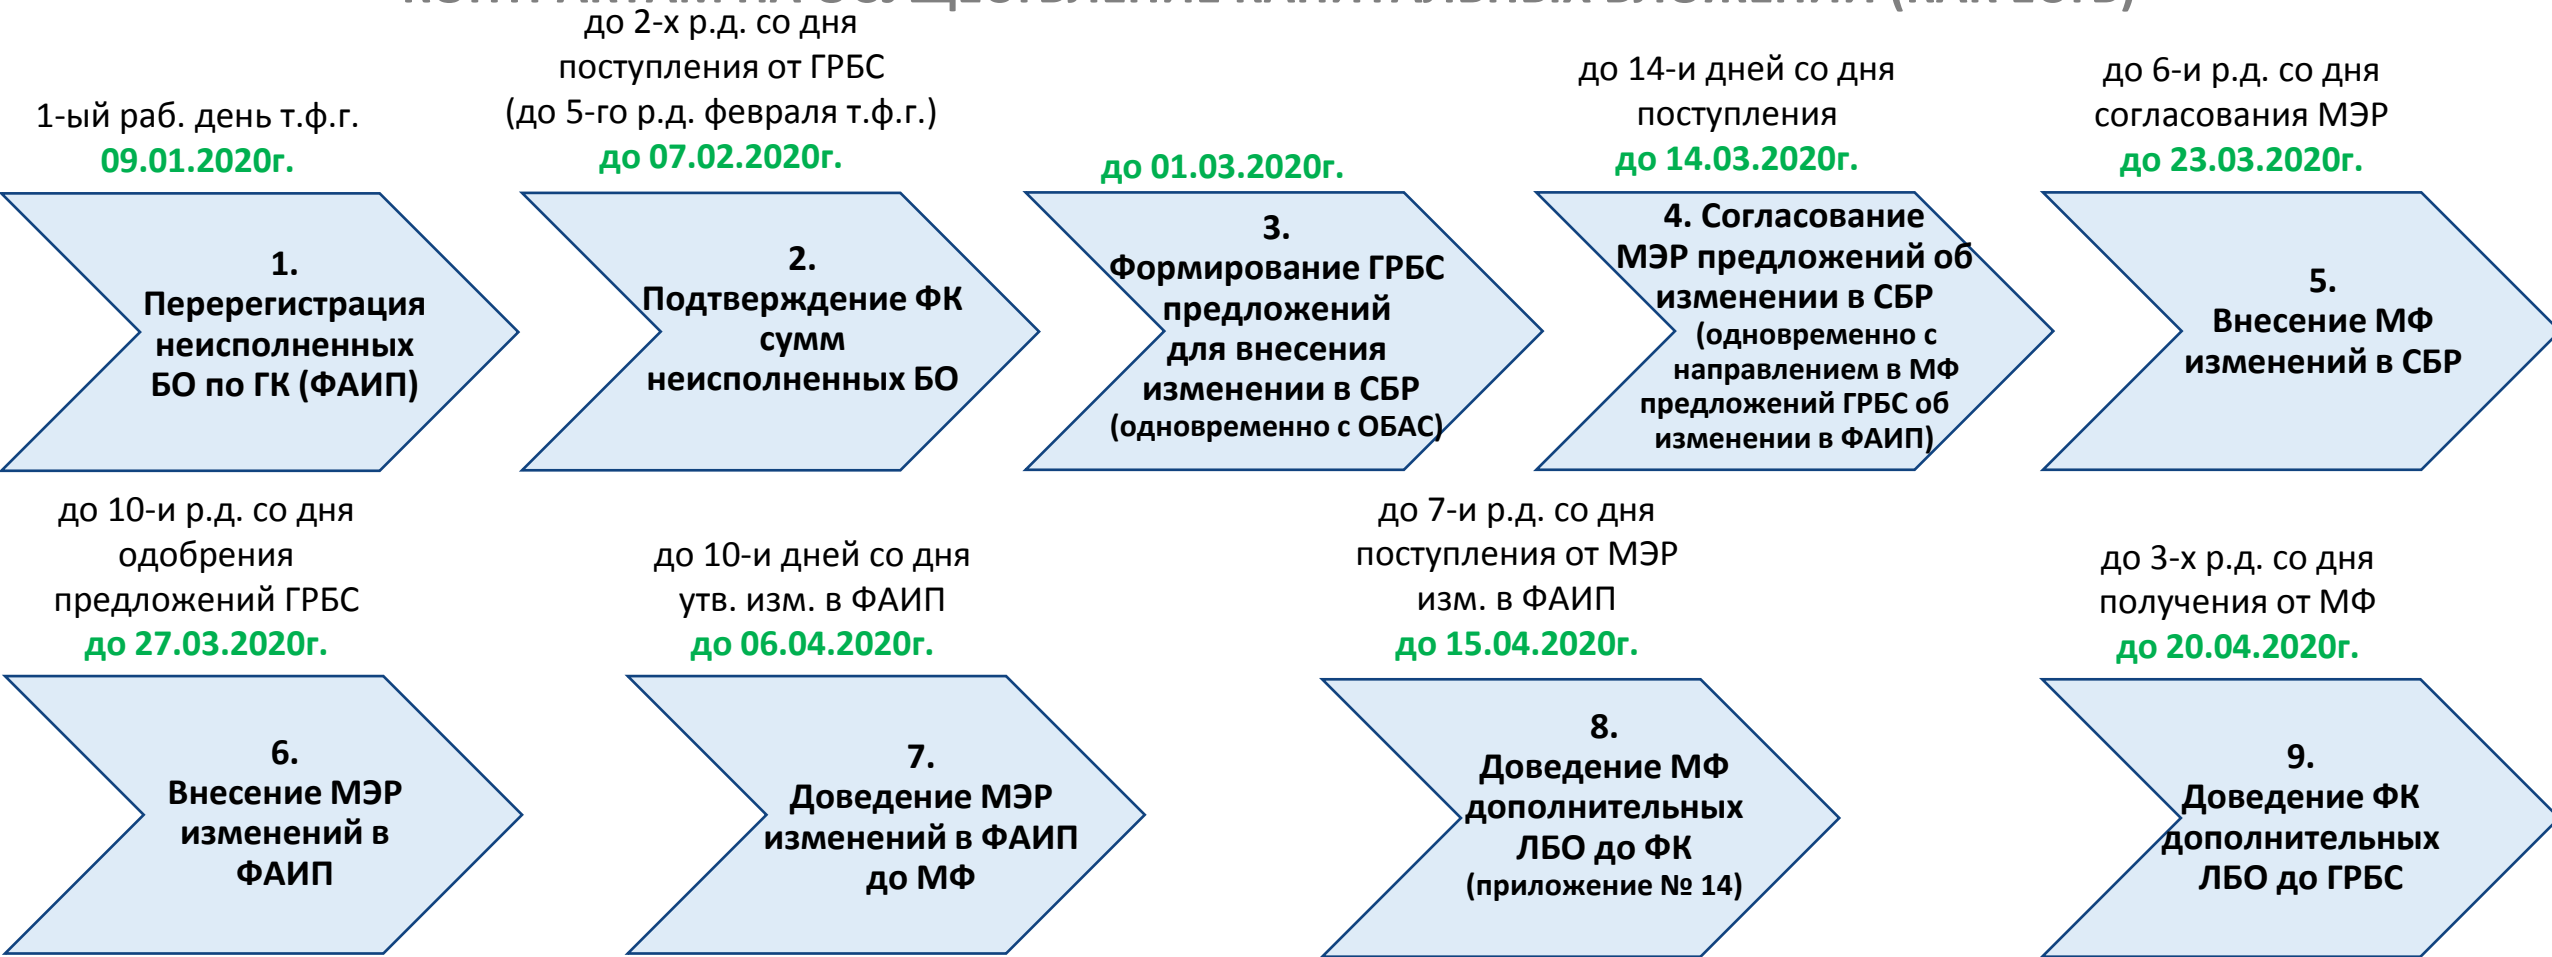 КОНТРАКТАМ НА ОСУЩЕСТВЛЕНИЕ КАПИТАЛЬНЫХ ВЛОЖЕНИЙ (КАК ЕСТЬ)
1-ый раб. день т.ф.г.
09.01.2020г.
до 2-х р.д. со дня
поступления от ГРБС
(до 5-го р.д. февраля т.ф.г.)
до 07.02.2020г.
до 01.03.2020г.
до 14-и дней со дня
поступления
до 14.03.2020г.
до 6-и р.д. со дня
согласования МЭР
до 23.03.2020г.
1.
Перерегистрация
неисполненных
БО по ГК (ФАИП)
2.
Подтверждение ФК
сумм
неисполненных БО
3.
Формирование ГРБС
предложений
для внесения
изменении в СБР
(одновременно с ОБАС)
4. Согласование
МЭР предложений об
изменении в СБР
(одновременно с
направлением в МФ
предложений ГРБС об
изменении в ФАИП)
5.
Внесение МФ
изменений в СБР
до 10-и р.д. со дня
одобрения
предложений ГРБС
до 27.03.2020г.
до 10-и дней со дня
утв. изм. в ФАИП
до 06.04.2020г.
до 7-и р.д. со дня
поступления от МЭР
изм. в ФАИП
до 15.04.2020г.
до 3-х р.д. со дня
получения от МФ
до 20.04.2020г.
6.
Внесение МЭР
изменений в
ФАИП
7.
Доведение МЭР
изменений в ФАИП
до МФ
8.
Доведение МФ
дополнительных
ЛБО до ФК
(приложение № 14)
9.
Доведение ФК
дополнительных
ЛБО до ГРБС